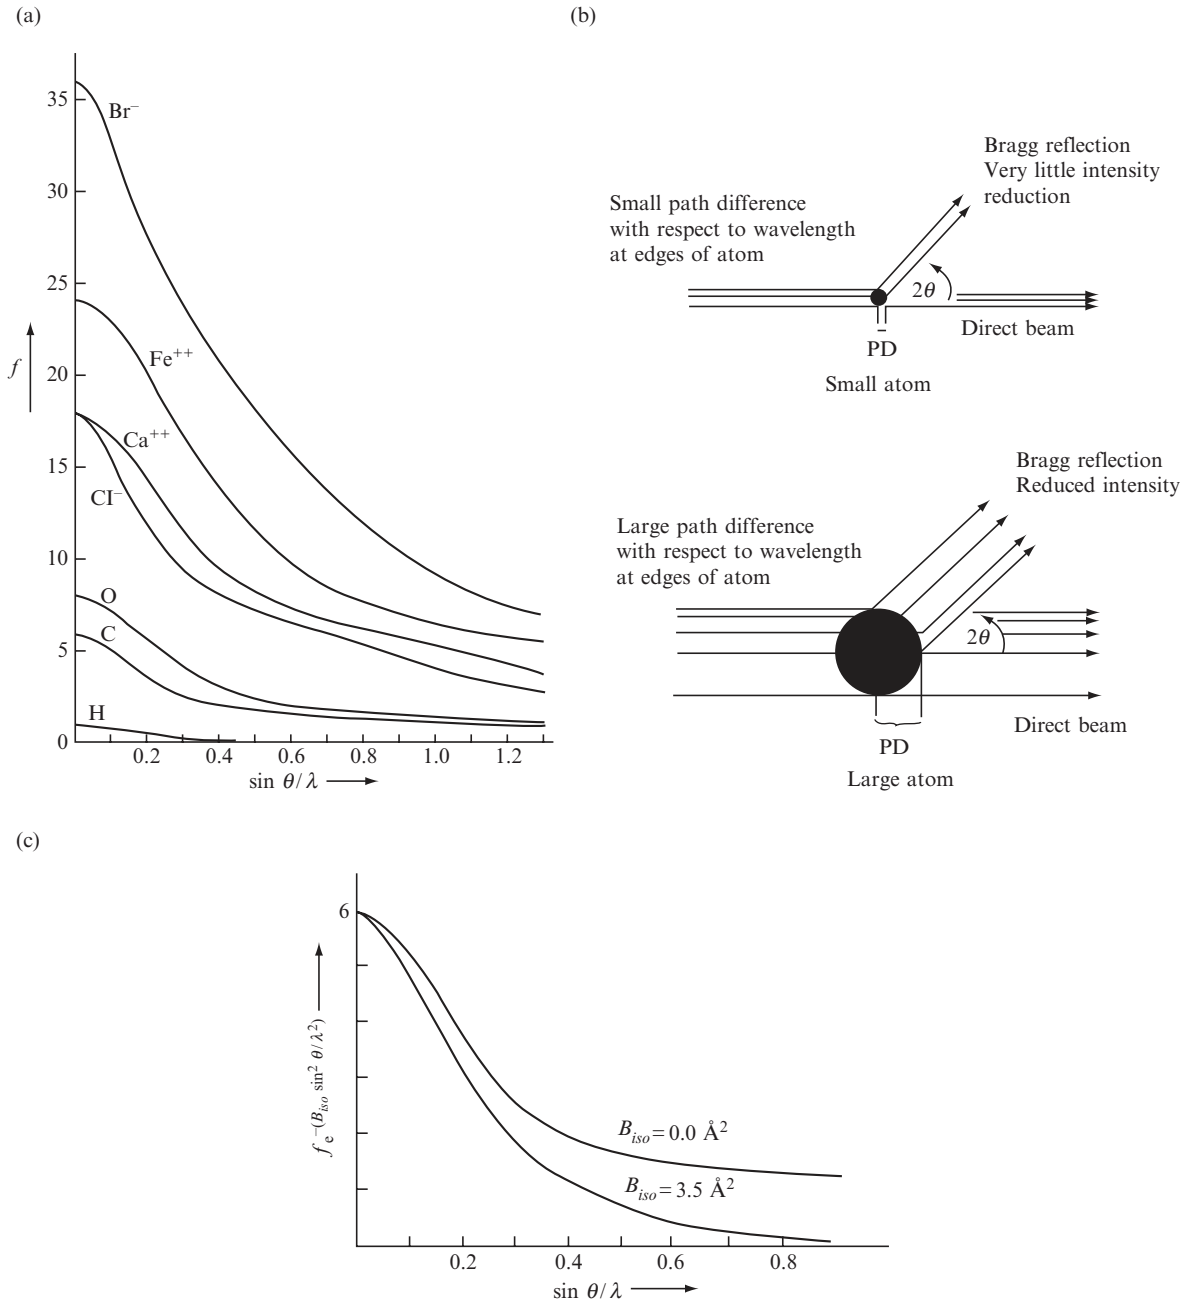 (a)
35
30
25
20
15
10
5
0
f
Br⁻
Fe⁺⁺
Ca⁺⁺
CI⁻
O
C
H
0.2
0.4
0.6
0.8
1.0
1.2
sin θ/λ
(b)
Bragg reflection
Very little intensity
reduction
Small path difference
with respect to wavelength
at edges of atom
2θ
Direct beam
PD
Small atom
Bragg reflection
Reduced intensity
Large path difference
with respect to wavelength
at edges of atom
2θ
Direct beam
PD
Large atom
(c)
6
f e⁻(B_iso sin² θ/λ²)
B_iso = 0.0 Å²
B_iso = 3.5 Å²
0.2
0.4
0.6
0.8
sin θ/λ